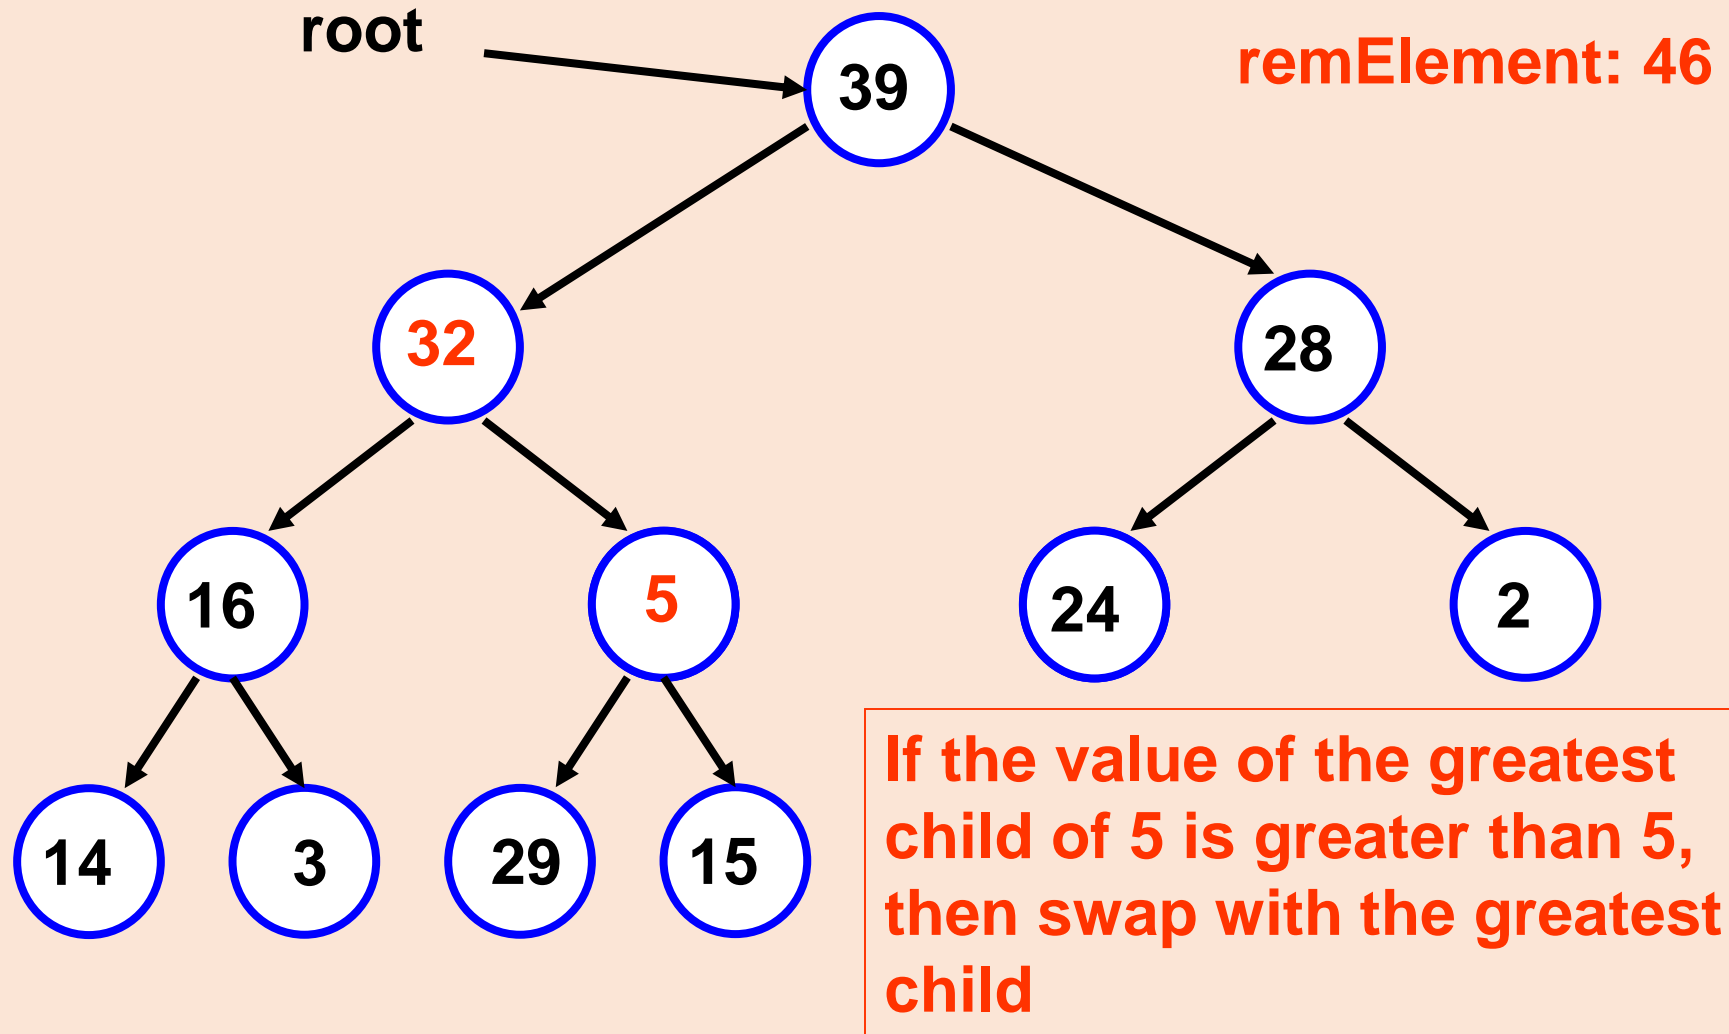 root
remElement: 46
39
32
28
16
5
24
2
14
3
29
15
If the value of the greatest
child of 5 is greater than 5,
then swap with the greatest
child